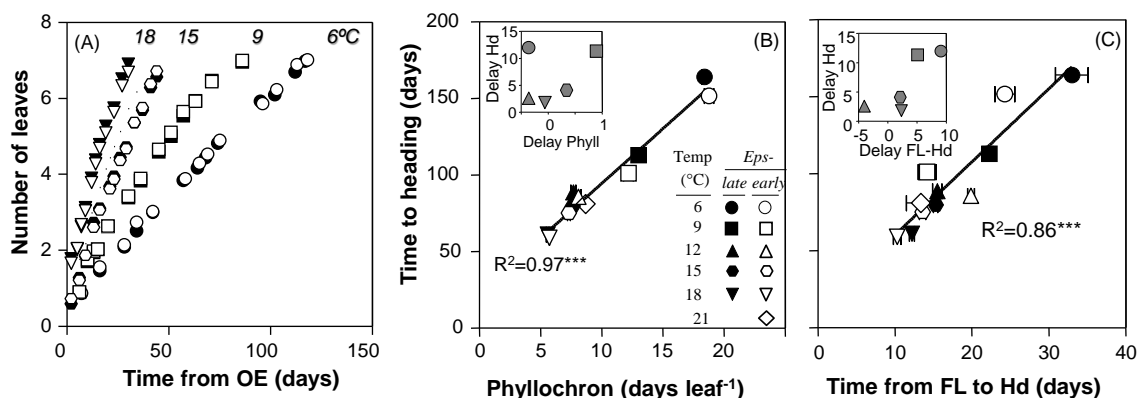 (A)
18 15 9 6ºC
Number of leaves
8
6
4
2
0
0 50 100 150
Time from OE (days)
(B)
Time to heading (days)
200
150
100
50
0
0 5 10 15 20 25
Phyllochron (days leaf⁻¹)
Delay Hd
15
10
5
0
0 1
Delay Phyll
R²=0.97***
Temp Eps-
(°C) late early
6
9
12
15
18
21
(C)
Delay Hd
15
10
5
0
-5 0 5 10
Delay FL-Hd
R²=0.86***
0 10 20 30 40
Time from FL to Hd (days)